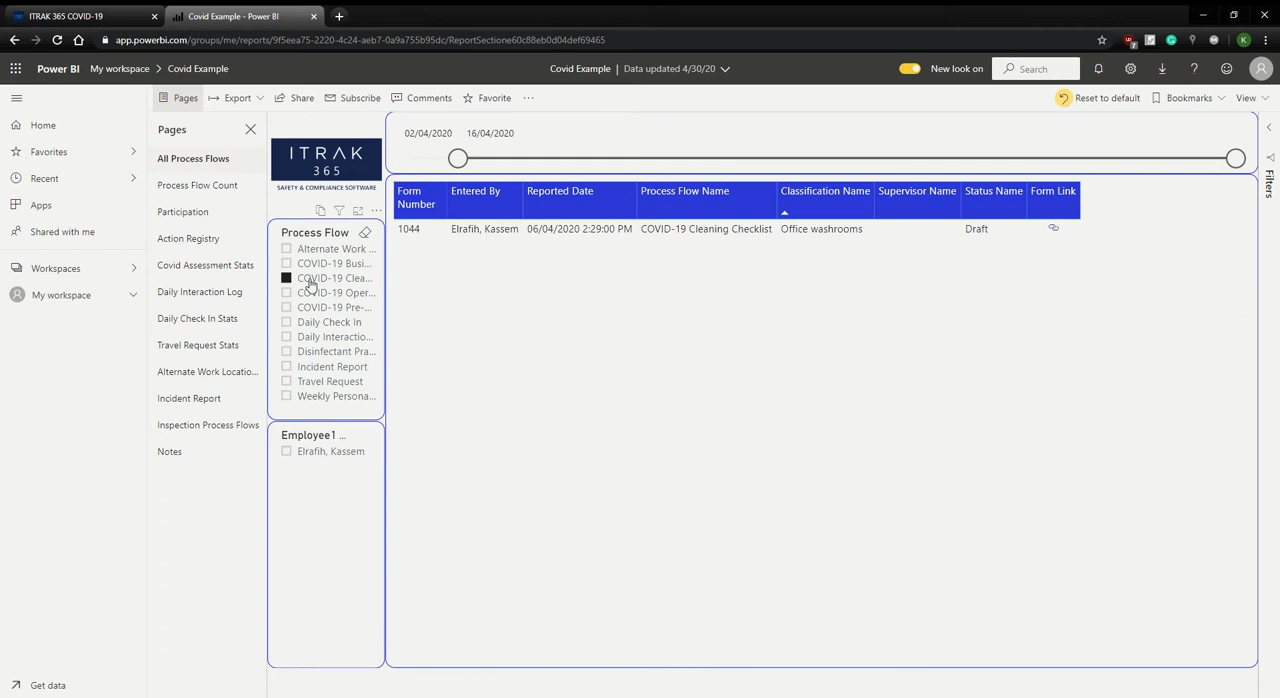 ITRAK 365 COVID-19
Covid Example - Power BI
app.powerbi.com/groups/me/reports/9f5eea75-2220-4c24-aeb7-0a9a755b95dc/ReportSectione60c88eb0d04def69465
K
Power BI My workspace > Covid Example
Covid Example | Data updated 4/30/20
New look on
Search
Pages
Export
Share
Subscribe
Comments
Favorite
Reset to default
Bookmarks
View
Home
Favorites
Recent
Apps
Shared with me
Workspaces
My workspace
Get data
Pages
All Process Flows
Process Flow Count
Participation
Action Registry
Covid Assessment Stats
Daily Interaction Log
Daily Check In Stats
Travel Request Stats
Alternate Work Locatio...
Incident Report
Inspection Process Flows
Notes
ITRAK
365
SAFETY & COMPLIANCE SOFTWARE
Process Flow
Alternate Work ...
COVID-19 Busi...
COVID-19 Clea...
COVID-19 Oper...
COVID-19 Pre-...
Daily Check In
Daily Interactio...
Disinfectant Pra...
Incident Report
Travel Request
Weekly Persona...
Employee1 ...
Elrafih, Kassem
02/04/2020 16/04/2020
Form Number Entered By Reported Date Process Flow Name Classification Name Supervisor Name Status Name Form Link
1044 Elrafih, Kassem 06/04/2020 2:29:00 PM COVID-19 Cleaning Checklist Office washrooms Draft
Filters